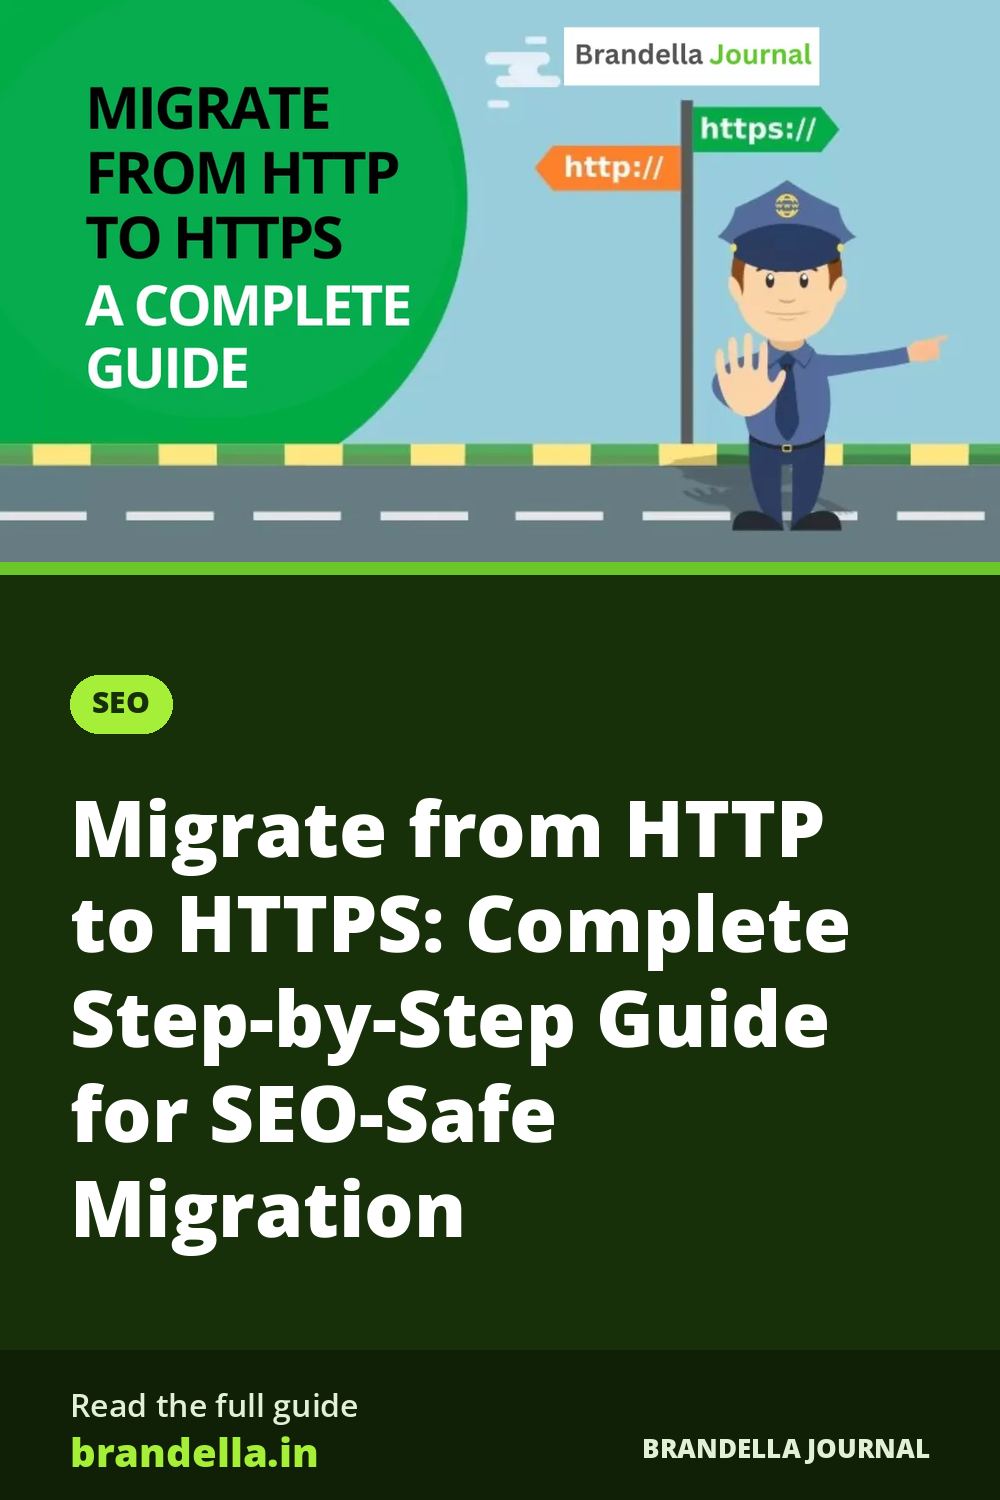 Brandella Journal
MIGRATE
FROM HTTP
TO HTTPS
A COMPLETE
GUIDE
https://
http://
www
SEO
Migrate from HTTP
to HTTPS: Complete
Step-by-Step Guide
for SEO-Safe
Migration
Read the full guide
brandella.in
BRANDELLA JOURNAL